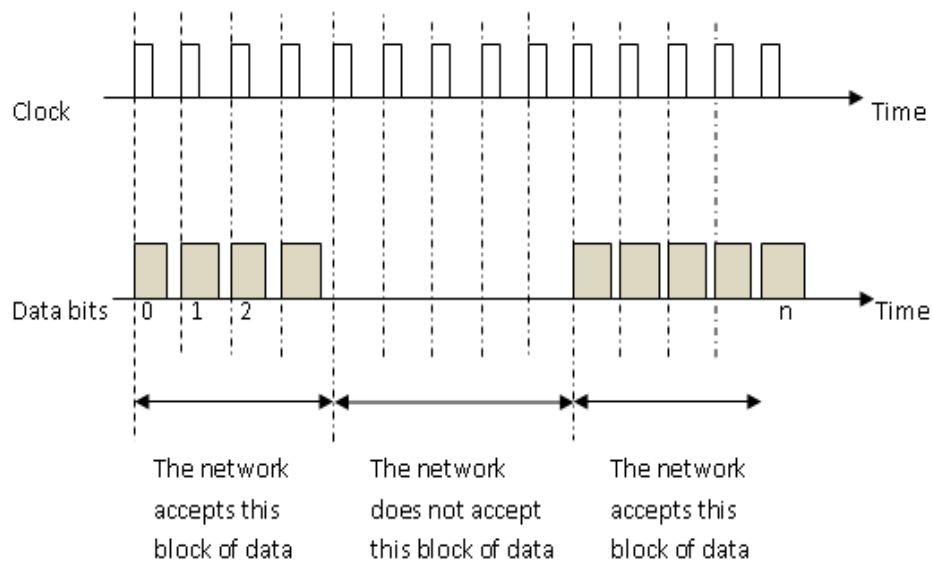 Clock
Time
Data bits 0 1 2 n Time
The network
accepts this
block of data
The network
does not accept
this block of data
The network
accepts this
block of data